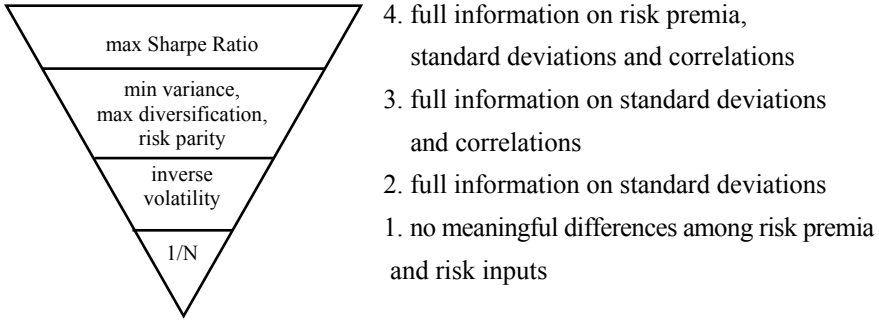 max Sharpe Ratio
min variance,
max diversification,
risk parity
inverse
volatility
1/N
4. full information on risk premia,
standard deviations and correlations
3. full information on standard deviations
and correlations
2. full information on standard deviations
1. no meaningful differences among risk premia
and risk inputs